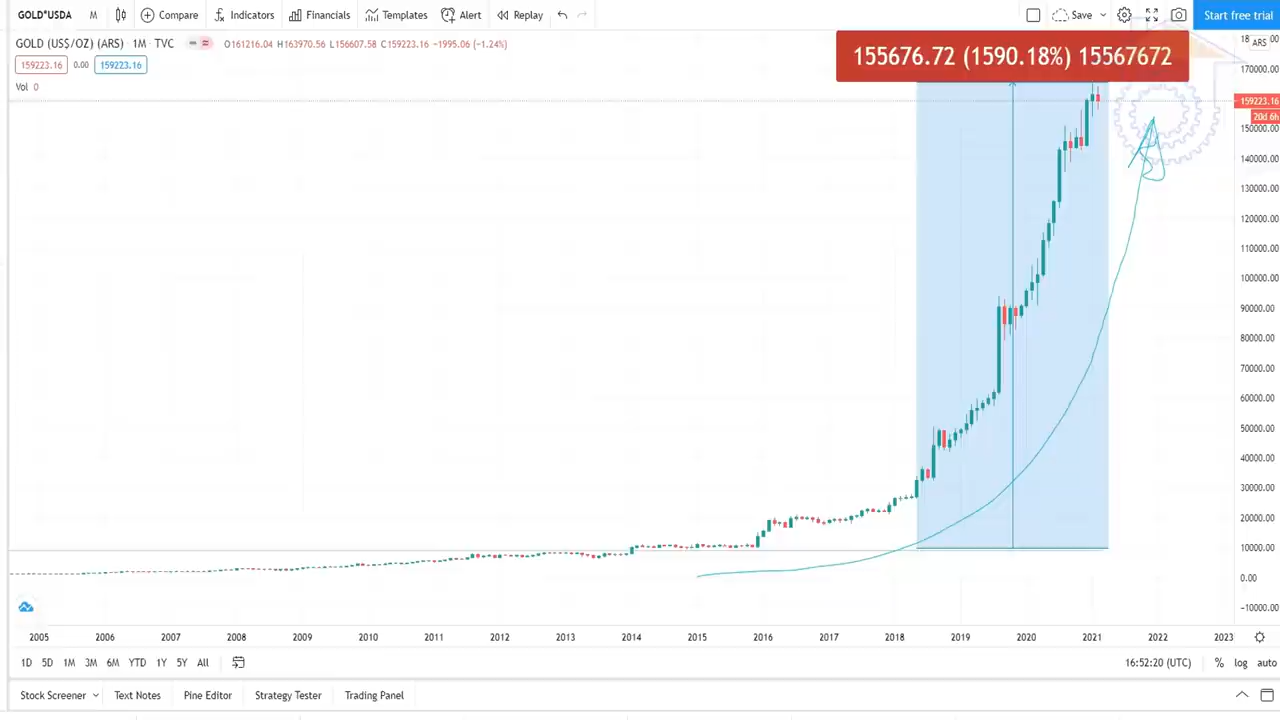 GOLD*USDA M Compare Indicators Financials Templates Alert Replay Save Start free trial
GOLD (US$/OZ) (ARS) · 1M · TVC O161216.04 H163970.56 L156607.58 C159223.16 −1995.06 (−1.24%)
159223.16 0.00 159223.16
Vol 0
155676.72 (1590.18%) 15567672
ARS
170000.00
159223.16
20d 6h
150000.00
140000.00
130000.00
120000.00
110000.00
100000.00
90000.00
80000.00
70000.00
60000.00
50000.00
40000.00
30000.00
20000.00
10000.00
0.00
−10000.00
2005 2006 2007 2008 2009 2010 2011 2012 2013 2014 2015 2016 2017 2018 2019 2020 2021 2022 2023
1D 5D 1M 3M 6M YTD 1Y 5Y All 16:52:20 (UTC) % log auto
Stock Screener Text Notes Pine Editor Strategy Tester Trading Panel